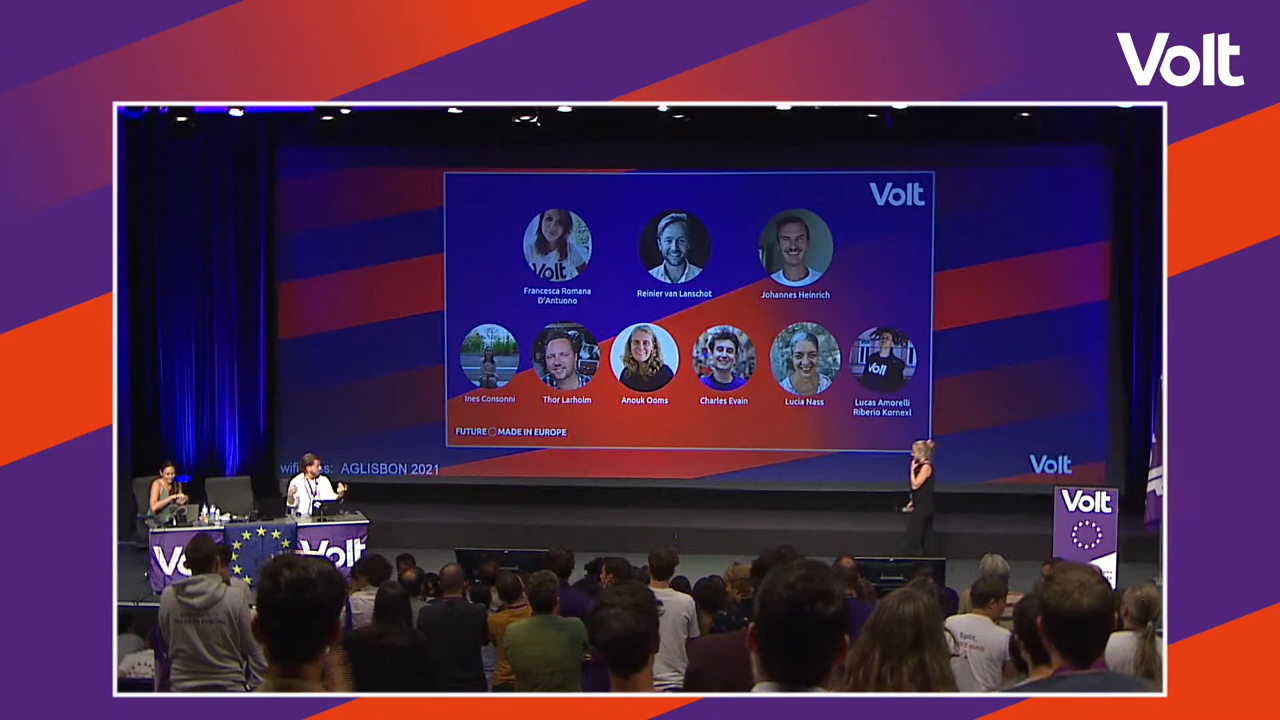 Volt
Volt
Volt
Francesca Romana
D'Antuono
Reinier van Lanschot
Johannes Heinrich
Ines Consonni
Thor Larholm
Anouk Ooms
Charles Evain
Lucia Nass
Lucas Amorelli
Riberio Kornexl
Volt
FUTURE MADE IN EUROPE
AGLISBON 2021
Volt
Volt
Volt